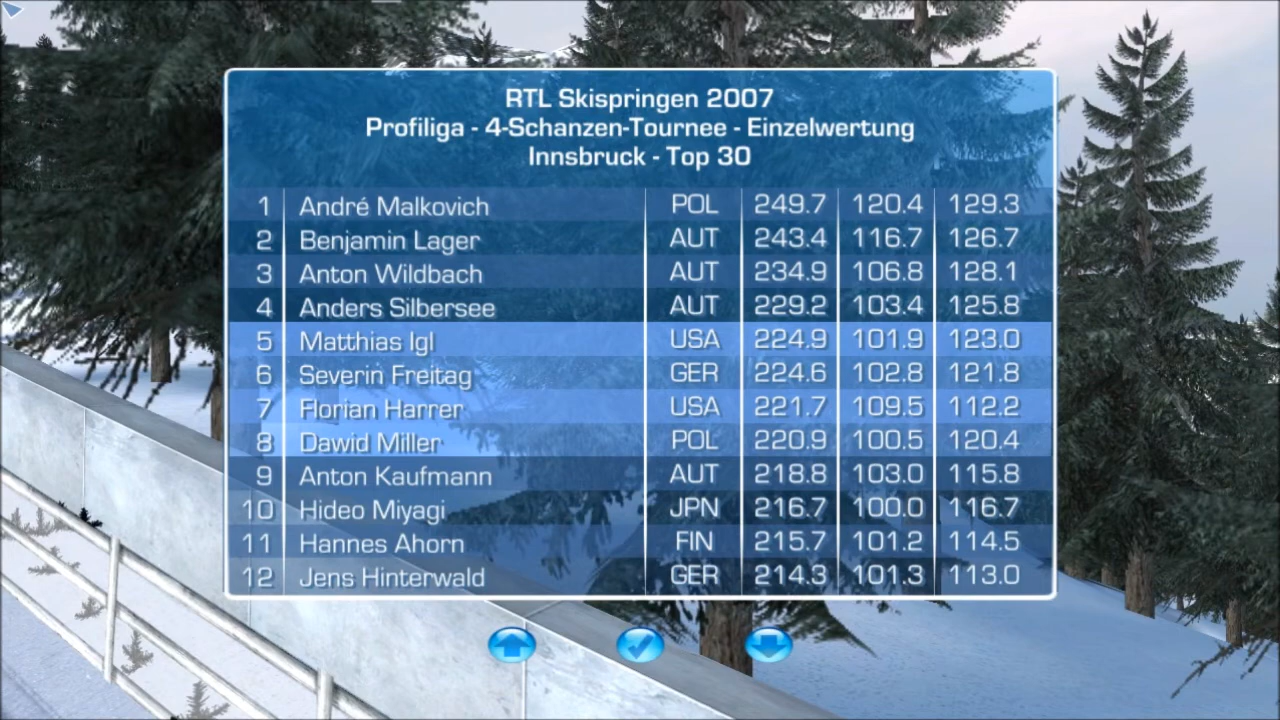 RTL Skispringen 2007
Profiliga - 4-Schanzen-Tournee - Einzelwertung
Innsbruck - Top 30
1 André Malkovich POL 249.7 120.4 129.3
2 Benjamin Lager AUT 243.4 116.7 126.7
3 Anton Wildbach AUT 234.9 106.8 128.1
4 Anders Silbersee AUT 229.2 103.4 125.8
5 Matthias Igl USA 224.9 101.9 123.0
6 Severin Freitag GER 224.6 102.8 121.8
7 Florian Harrer USA 221.7 109.5 112.2
8 Dawid Miller POL 220.9 100.5 120.4
9 Anton Kaufmann AUT 218.8 103.0 115.8
10 Hideo Miyagi JPN 216.7 100.0 116.7
11 Hannes Ahorn FIN 215.7 101.2 114.5
12 Jens Hinterwald GER 214.3 101.3 113.0